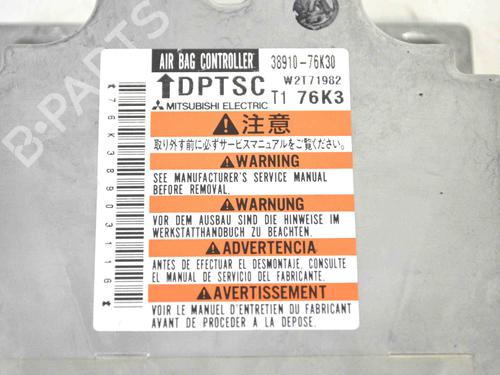 AIR BAG CONTROLLER 38910-76K30
DPTSC W2T71982
MITSUBISHI ELECTRIC T1 76K3
注意
取り外す前に必ずサービスマニュアルをご覧ください。
WARNING
SEE MANUFACTURER'S SERVICE MANUAL
BEFORE REMOVAL.
WARNUNG
VOR DEM AUSBAU SIND DIE HINWEISE IM
WERKSTATTHANDBUCH ZU BEACHTEN.
ADVERTENCIA
ANTES DE EFECTUAR EL DESMONTAJE, CONSULTE
EL MANUAL DE SERVICIO DEL FABRICANTE.
AVERTISSEMENT
VOIR LE MANUEL D'ENTRETIEN DU FABRICANT
AVANT DE PROCEDER A LA DEPOSE.
*76K38903116*
B-PARTS